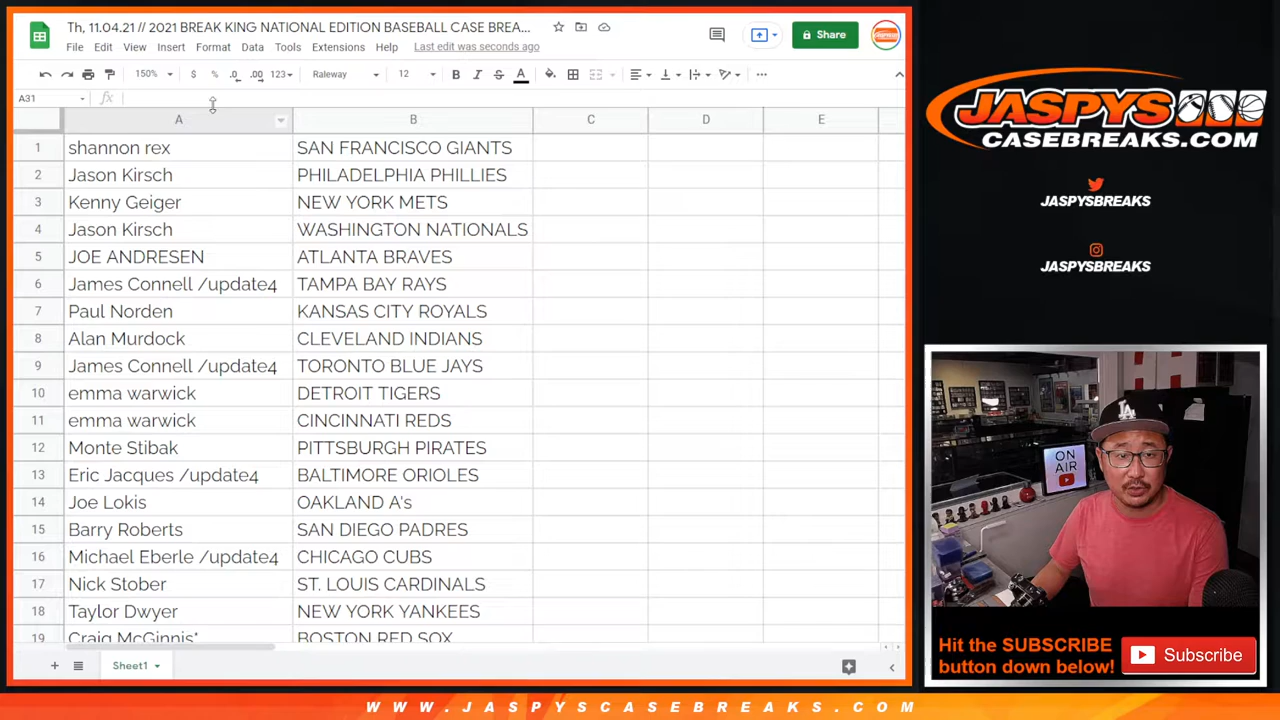 Th, 11.04.21 // 2021 BREAK KING NATIONAL EDITION BASEBALL CASE BREA...
File Edit View Insert Format Data Tools Extensions Help Last edit was seconds ago
Share
150% $ % .0 .00 123 Raleway 12 B I S A
A31 fx
A B C D E
1 shannon rex SAN FRANCISCO GIANTS
2 Jason Kirsch PHILADELPHIA PHILLIES
3 Kenny Geiger NEW YORK METS
4 Jason Kirsch WASHINGTON NATIONALS
5 JOE ANDRESEN ATLANTA BRAVES
6 James Connell /update4 TAMPA BAY RAYS
7 Paul Norden KANSAS CITY ROYALS
8 Alan Murdock CLEVELAND INDIANS
9 James Connell /update4 TORONTO BLUE JAYS
10 emma warwick DETROIT TIGERS
11 emma warwick CINCINNATI REDS
12 Monte Stibak PITTSBURGH PIRATES
13 Eric Jacques /update4 BALTIMORE ORIOLES
14 Joe Lokis OAKLAND A's
15 Barry Roberts SAN DIEGO PADRES
16 Michael Eberle /update4 CHICAGO CUBS
17 Nick Stober ST. LOUIS CARDINALS
18 Taylor Dwyer NEW YORK YANKEES
19 Craig McGinnis* BOSTON RED SOX
Sheet1
JASPYS
CASEBREAKS.COM
JASPYSBREAKS
JASPYSBREAKS
LA
ON
AIR
Hit the SUBSCRIBE
button down below!
Subscribe
WWW.JASPYSCASEBREAKS.COM